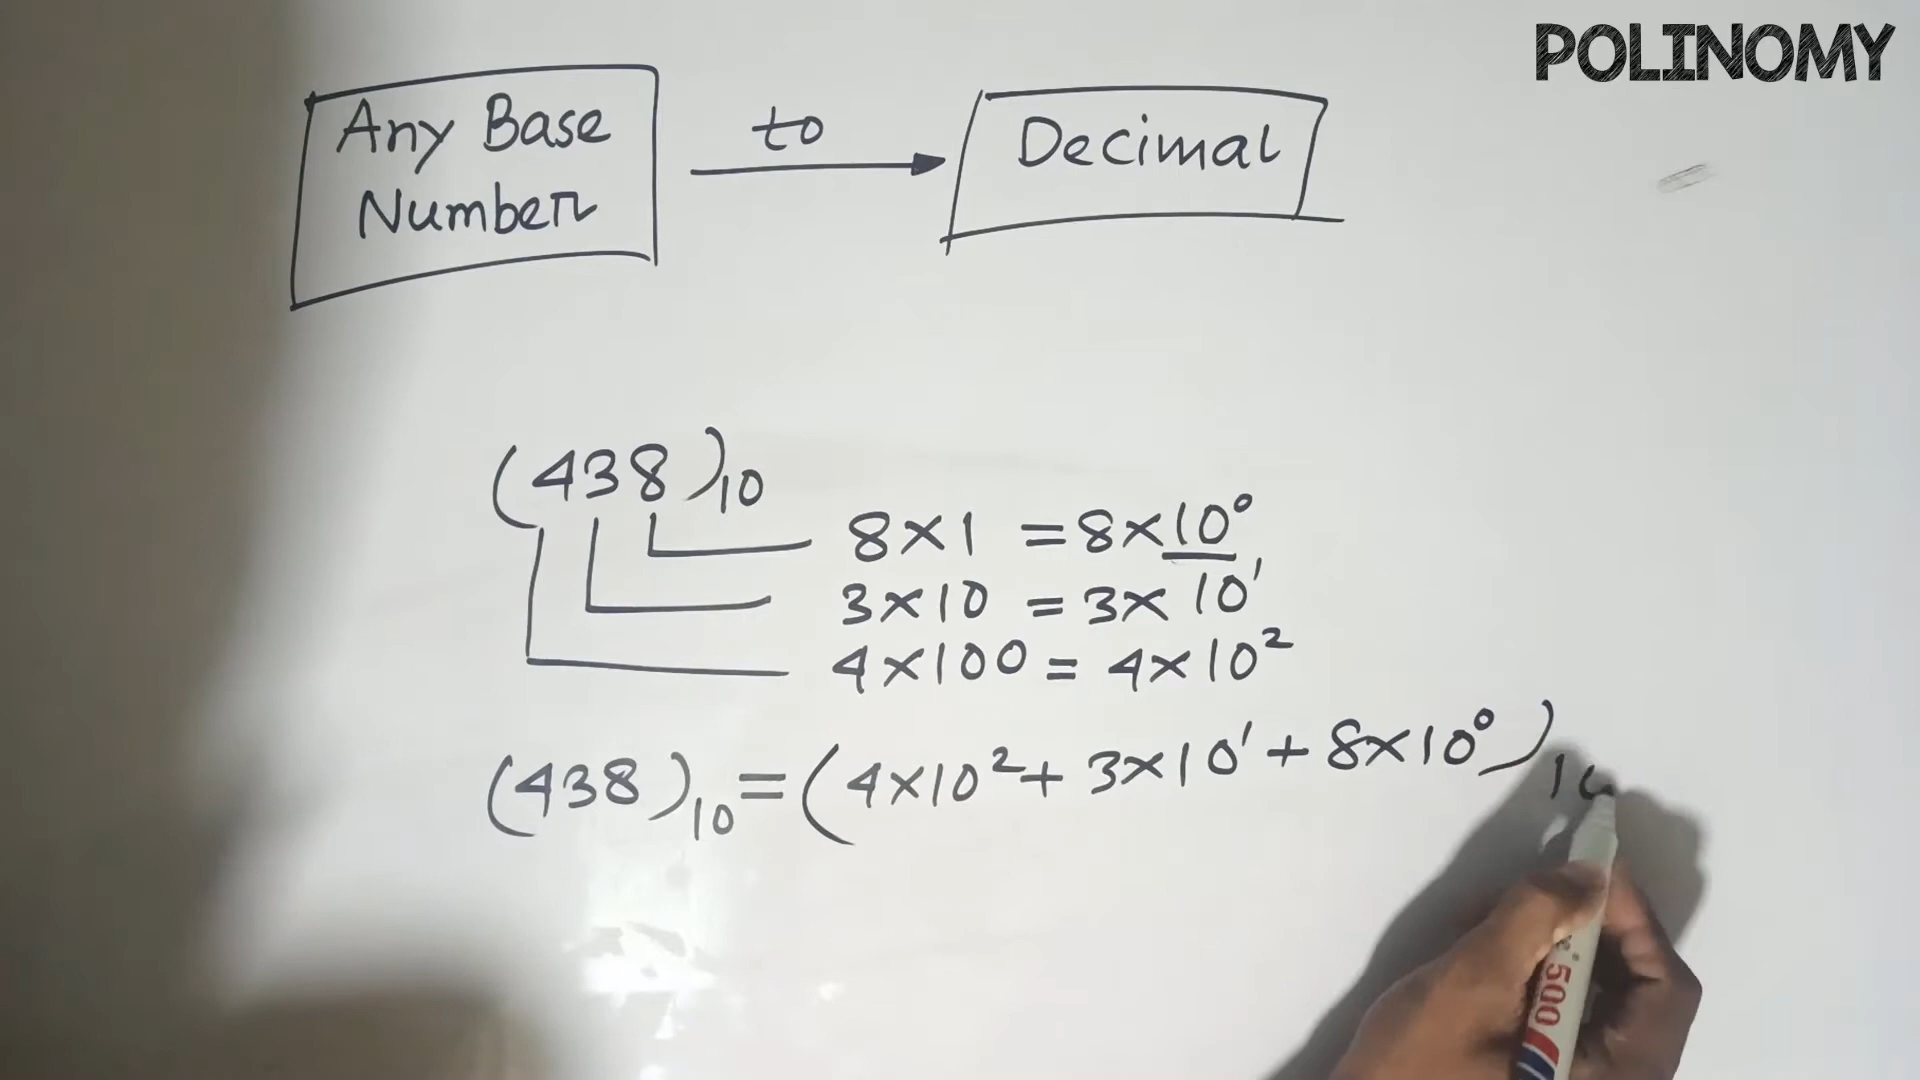 POLINOMY
Any Base
Number
to
Decimal
(438)₁₀
8×1 = 8×10⁰
3×10 = 3×10¹
4×100 = 4×10²
(438)₁₀ = (4×10² + 3×10¹ + 8×10⁰)₁₀
500